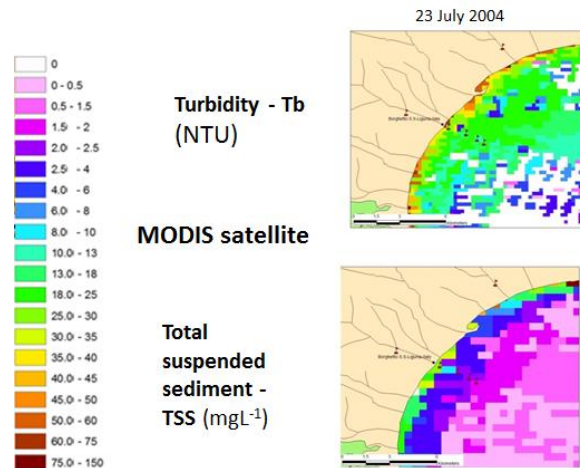 23 July 2004
0
0 - 0.5
0.5 - 1.5
1.5 - 2
2.0 - 2.5
2.5 - 4
4.0 - 6
6.0 - 8
8.0 - 10
10.0 - 13
13.0 - 18
18.0 - 25
25.0 - 30
30.0 - 35
35.0 - 40
40.0 - 45
45.0 - 50
50.0 - 60
60.0 - 75
75.0 - 150
Turbidity - Tb
(NTU)
MODIS satellite
Total
suspended
sediment -
TSS (mgL⁻¹)